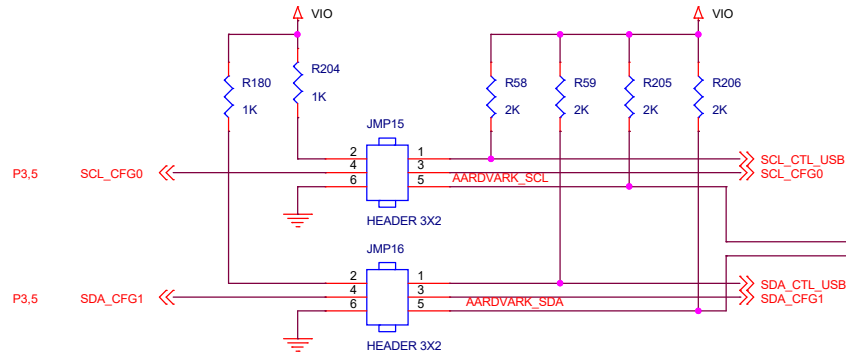 VIO
VIO
R180
1K
R204
1K
R58
2K
R59
2K
R205
2K
R206
2K
JMP15
2
4
6
1
3
5
P3,5
SCL_CFG0
AARDVARK_SCL
SCL_CTL_USB
SCL_CFG0
HEADER 3X2
JMP16
2
4
6
1
3
5
P3,5
SDA_CFG1
AARDVARK_SDA
SDA_CTL_USB
SDA_CFG1
HEADER 3X2